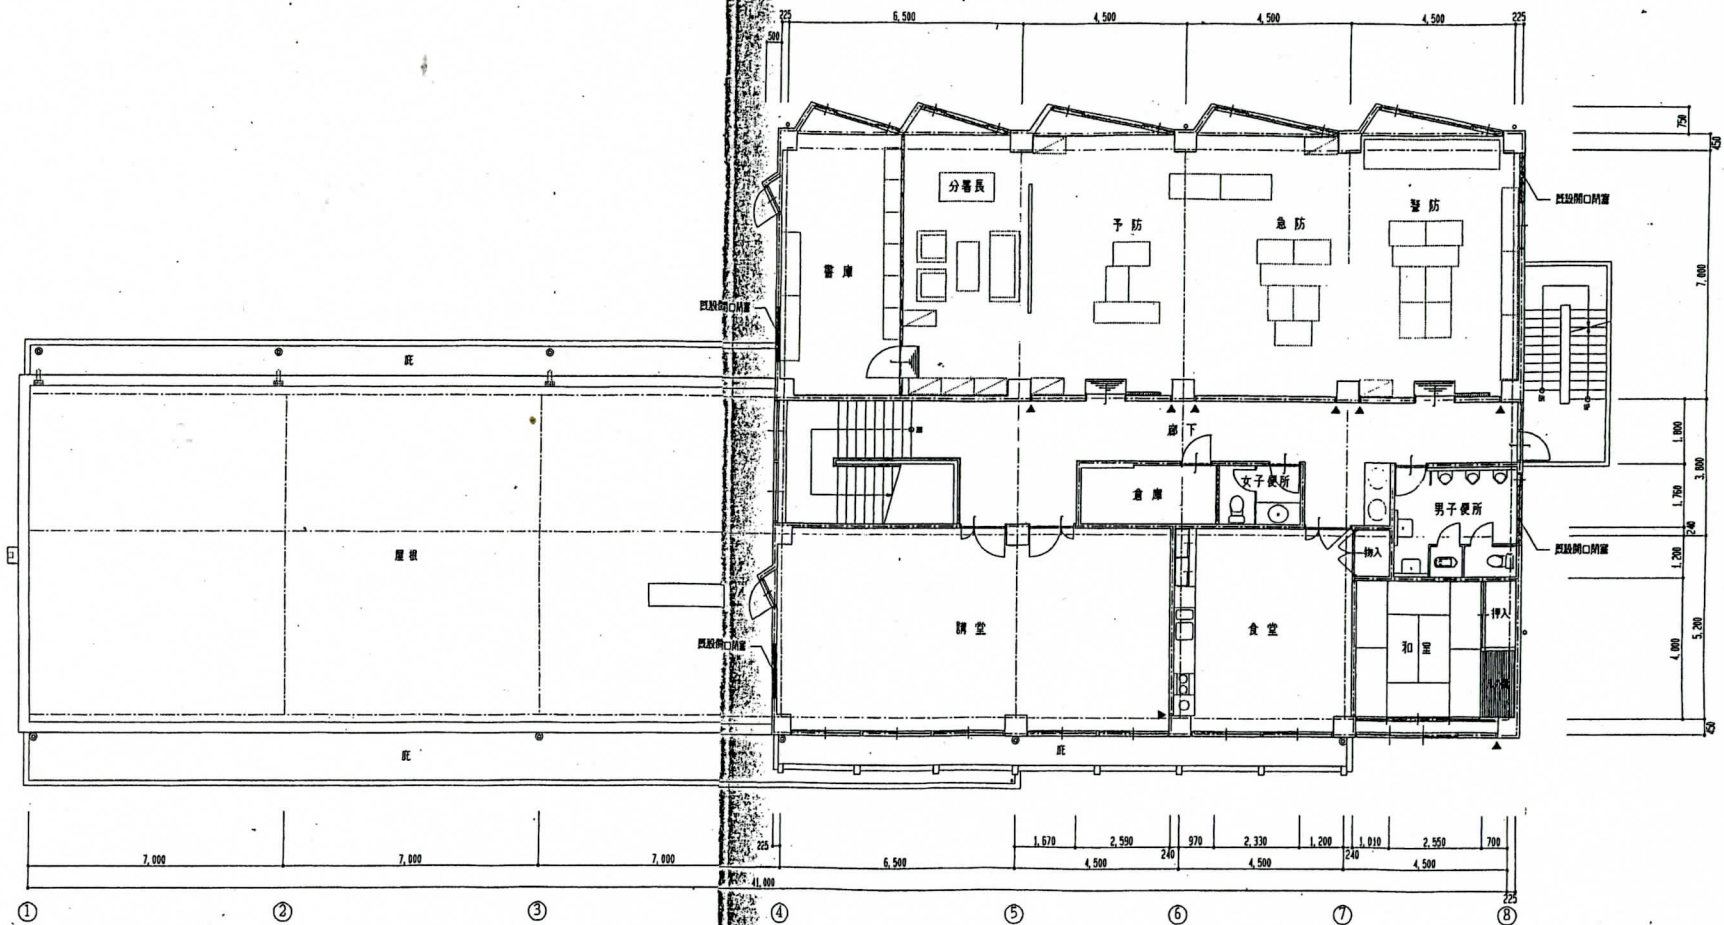 225
6,500
4,500
4,500
4,500
225
500
750
450
分署長
既設開口閉塞
警防
予防
急防
書庫
7,000
既設開口閉塞
庇
廊下
1,800
3,800
女子便所
倉庫
1,760
男子便所
240
屋根
物入
既設開口閉塞
1,200
押入
講堂
食堂
和室
5,200
4,000
既設開口閉塞
450
庇
庇
1,670
2,590
970
2,330
1,200
1,010
2,550
700
225
240
240
7,000
7,000
7,000
6,500
4,500
4,500
4,500
41,000
225
①
②
③
④
⑤
⑥
⑦
⑧